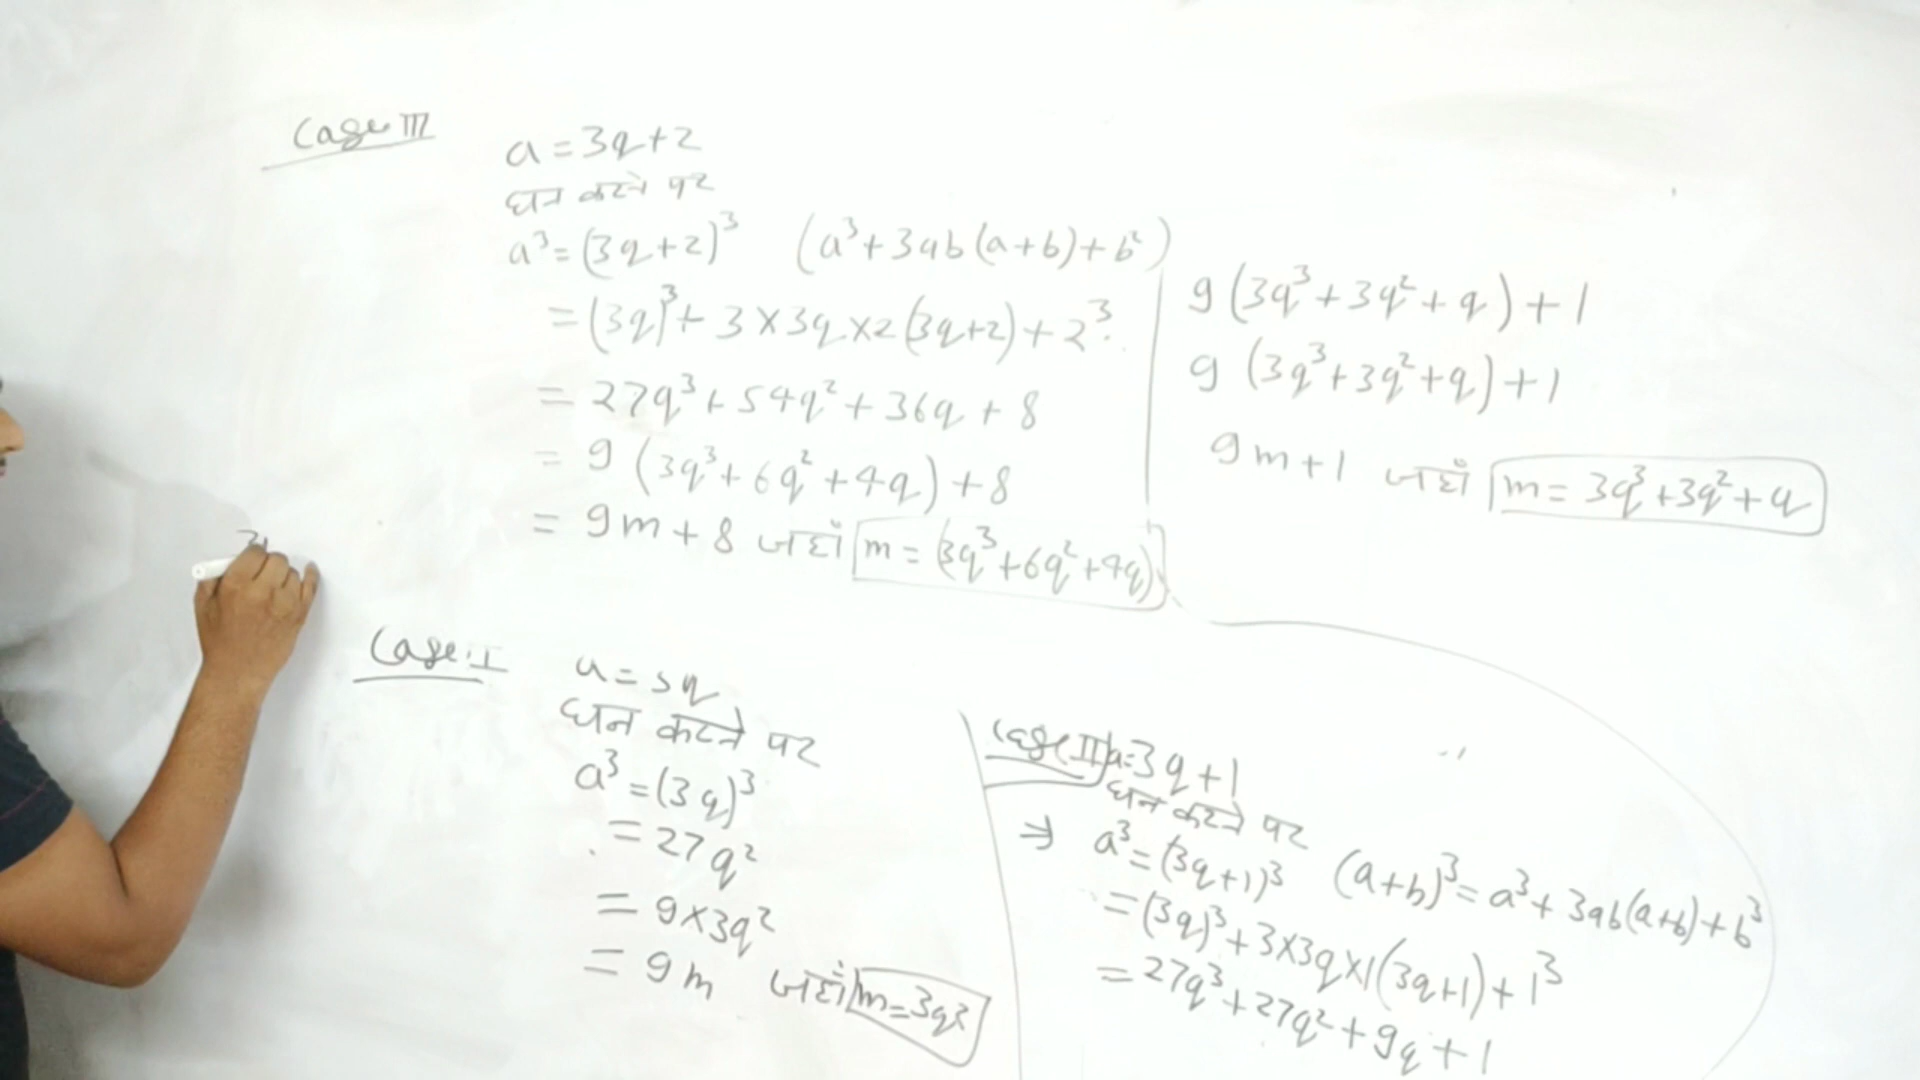 Case III
a = 3q+2
घन करने पर
a³ = (3q+2)³ (a³+3ab(a+b)+b²)
= (3q)³+ 3×3q×2(3q+2)+2³
= 27q³+54q²+36q+8
= 9 (3q³+6q²+4q)+8
= 9m+8 जहाँ m = (3q³+6q²+4q)
9(3q³+3q²+q)+1
9 (3q³+3q²+q)+1
9m+1 जहाँ m = 3q³+3q²+q
Case: I
a = 3q
घन करने पर
a³ = (3q)³
= 27q²
= 9×3q²
= 9m जहाँ m=3q²
Case II a=3q+1
घन करने पर
⇒ a³=(3q+1)³ (a+b)³= a³+3ab(a+b)+b³
= (3q)³+3×3q×1(3q+1)+1³
= 27q³+27q²+9q+1